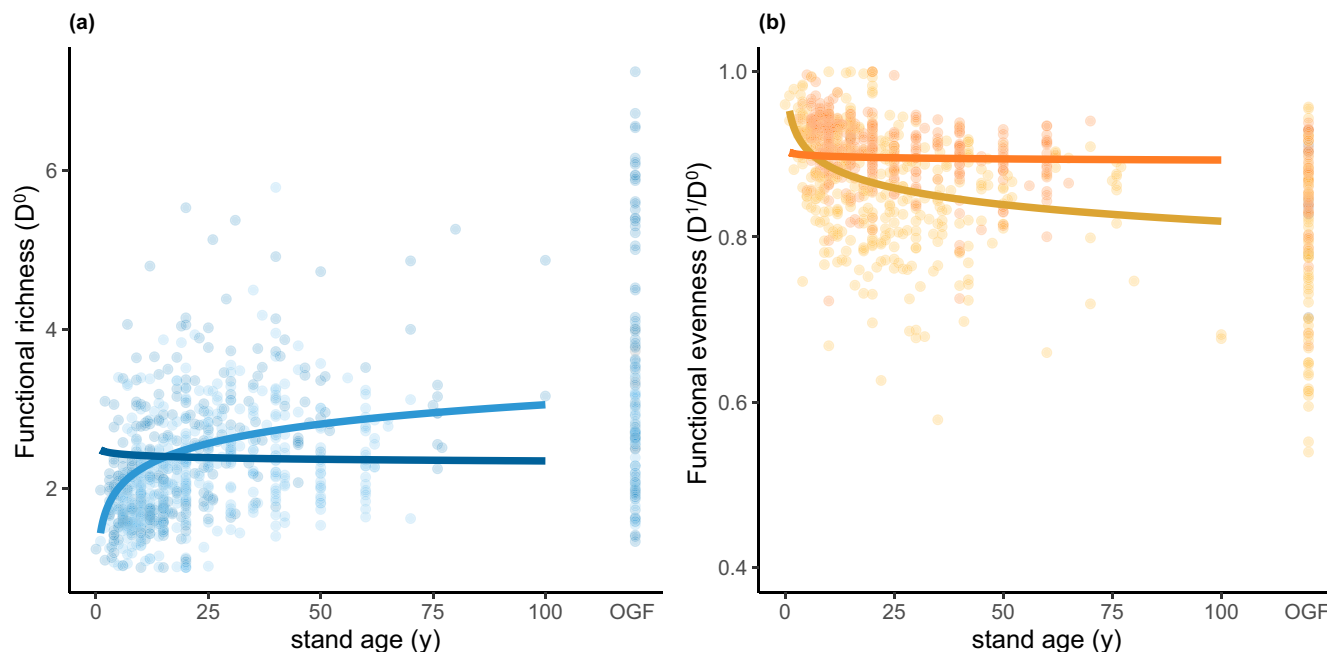 (a)
Functional richness (D⁰)
6
4
2
0 25 50 75 100 OGF
stand age (y)
(b)
Functional evenness (D¹/D⁰)
1.0
0.8
0.6
0.4
0 25 50 75 100 OGF
stand age (y)